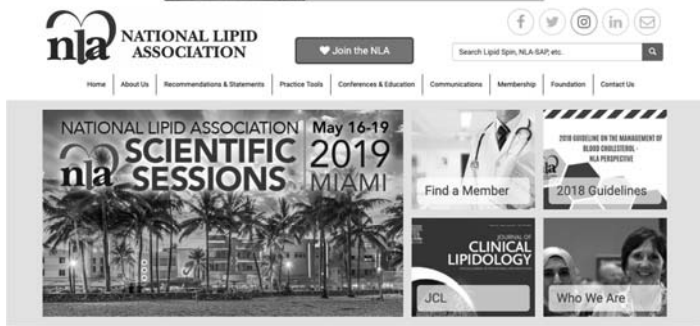 nla NATIONAL LIPID
ASSOCIATION
Join the NLA
Search Lipid Spin, NLA-SAP, etc.
Home About Us Recommendations & Statements Practice Tools Conferences & Education Communications Membership Foundation Contact Us
NATIONAL LIPID ASSOCIATION
nla SCIENTIFIC
SESSIONS
May 16-19
2019
MIAMI
Find a Member
2018 GUIDELINE ON THE MANAGEMENT OF
BLOOD CHOLESTEROL -
NLA PERSPECTIVE
nla
2018 Guidelines
JOURNAL OF
CLINICAL
LIPIDOLOGY
JCL
Who We Are